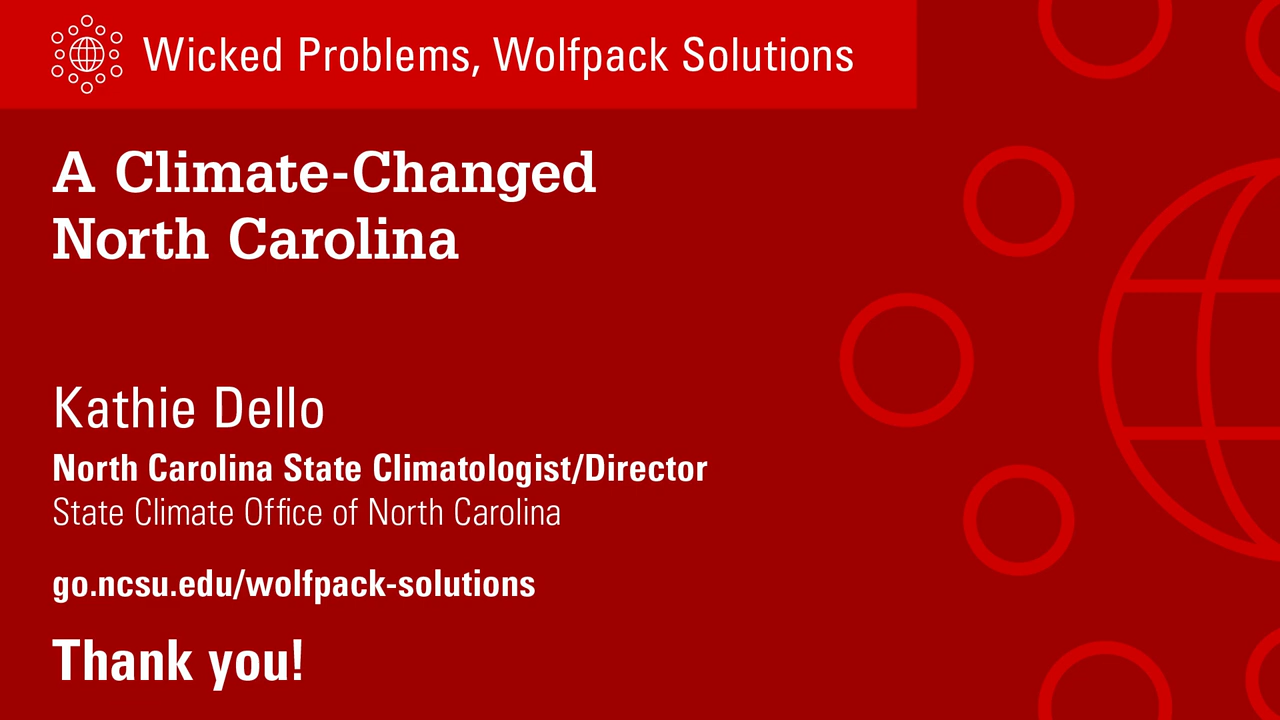 Wicked Problems, Wolfpack Solutions
A Climate-Changed
North Carolina
Kathie Dello
North Carolina State Climatologist/Director
State Climate Office of North Carolina
go.ncsu.edu/wolfpack-solutions
Thank you!